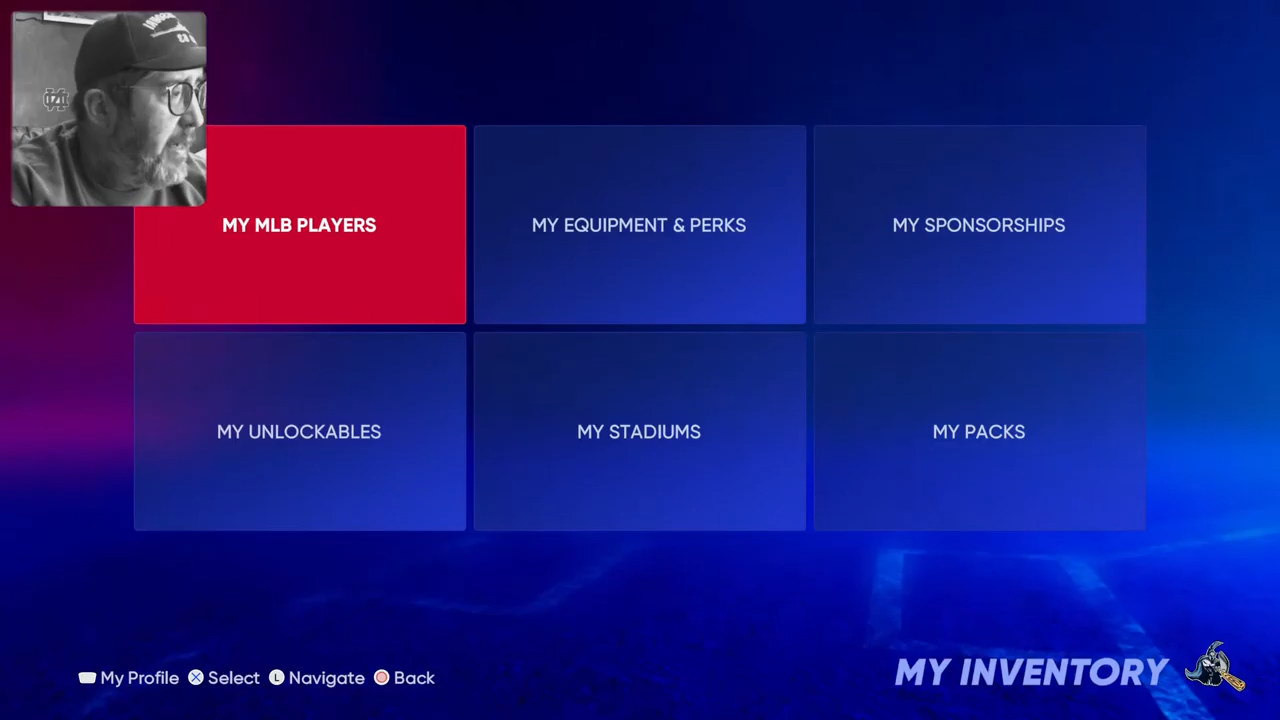 MY MLB PLAYERS
MY EQUIPMENT & PERKS
MY SPONSORSHIPS
MY UNLOCKABLES
MY STADIUMS
MY PACKS
My Profile Select L Navigate Back
MY INVENTORY